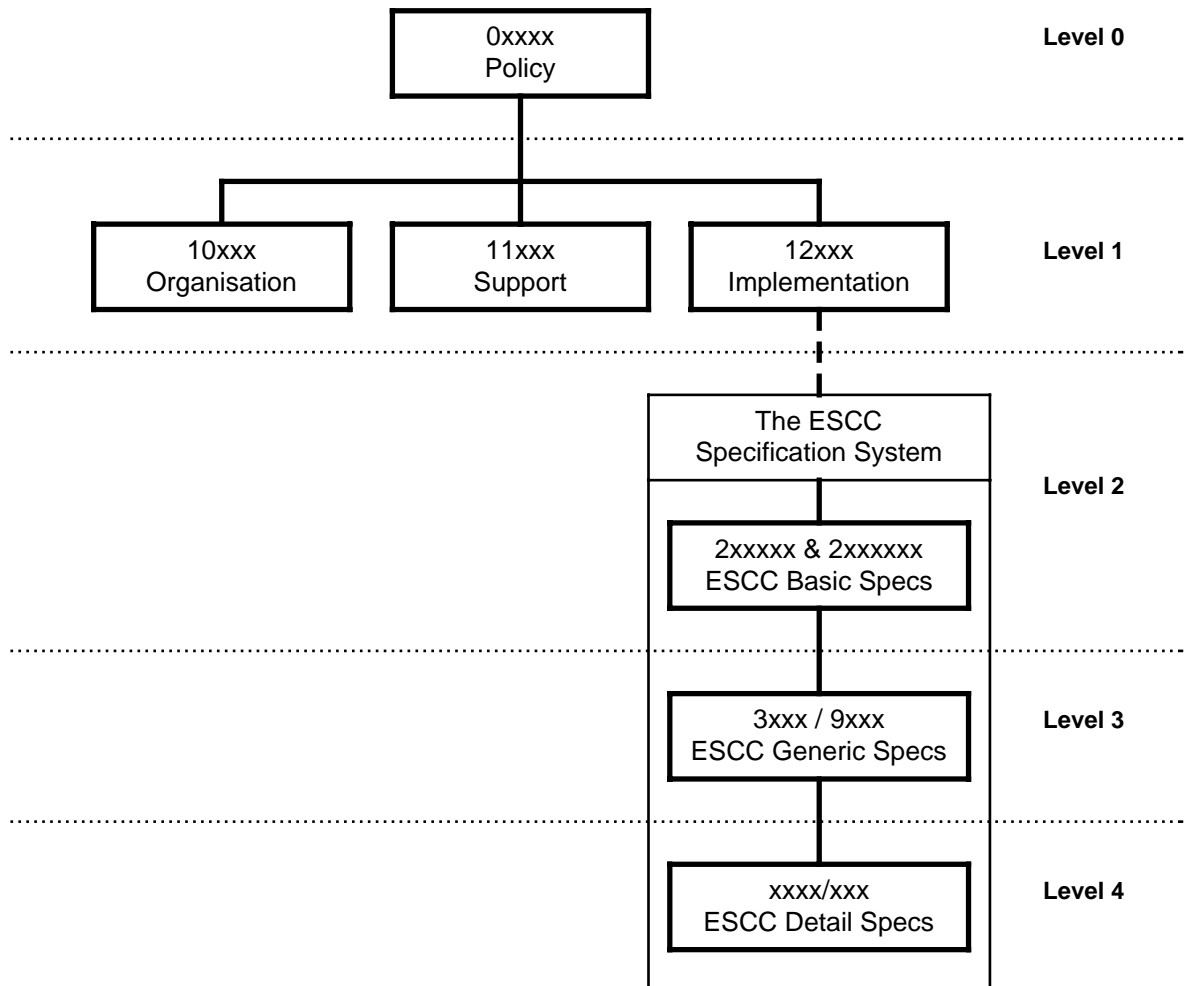 0xxxx
Policy
Level 0
10xxx
Organisation
11xxx
Support
12xxx
Implementation
Level 1
The ESCC
Specification System
Level 2
2xxxxx & 2xxxxxx
ESCC Basic Specs
3xxx / 9xxx
ESCC Generic Specs
Level 3
xxxx/xxx
ESCC Detail Specs
Level 4